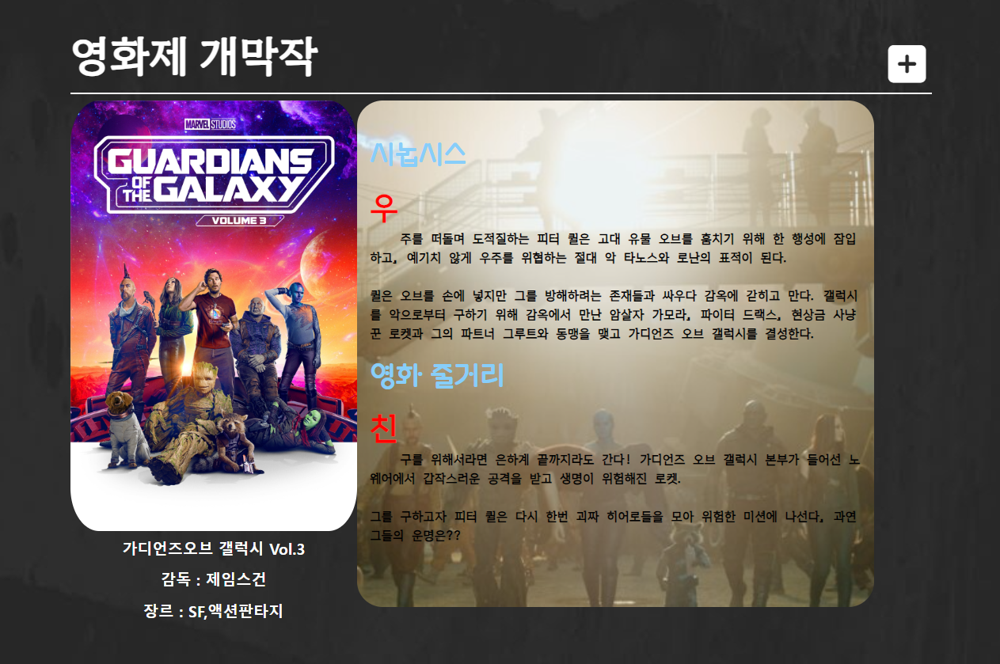 영화제 개막작
MARVEL STUDIOS
GUARDIANS
OF
THE GALAXY
VOLUME 3
가디언즈오브 갤럭시 Vol.3
감독 : 제임스건
장르 : SF,액션판타지
시놉시스
우
주를 떠돌며 도적질하는 피터 퀼은 고대 유물 오브를 훔치기 위해 한 행성에 잠입
하고, 예기치 않게 우주를 위협하는 절대 악 타노스와 로난의 표적이 된다.
퀼은 오브를 손에 넣지만 그를 방해하려는 존재들과 싸우다 감옥에 갇히고 만다. 갤럭시
를 악으로부터 구하기 위해 감옥에서 만난 암살자 가모라, 파이터 드랙스, 현상금 사냥
꾼 로켓과 그의 파트너 그루트와 동맹을 맺고 가디언즈 오브 갤럭시를 결성한다.
영화 줄거리
친
구를 위해서라면 은하계 끝까지라도 간다! 가디언즈 오브 갤럭시 본부가 들어선 노
웨어에서 갑작스러운 공격을 받고 생명이 위험해진 로켓.
그를 구하고자 피터 퀼은 다시 한번 괴짜 히어로들을 모아 위험한 미션에 나선다, 과연
그들의 운명은??